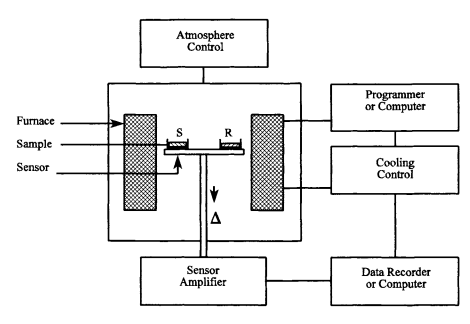 Atmosphere
Control
Furnace
Sample
Sensor
S
R
Δ
Programmer
or Computer
Cooling
Control
Sensor
Amplifier
Data Recorder
or Computer